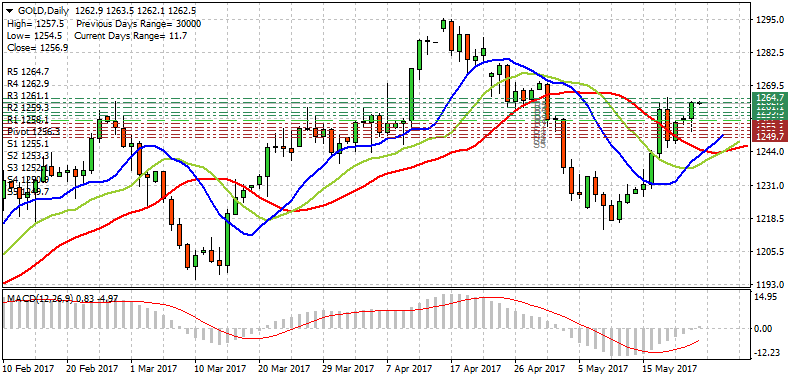 GOLD,Daily 1262.9 1263.5 1262.1 1262.5
High= 1257.5 Previous Days Range= 30000
Low= 1254.5 Current Days Range= 11.7
Close= 1256.9
R5 1264.7
R4 1262.9
R3 1261.1
R2 1259.3
R1 1258.1
Pivot 1256.3
S1 1255.1
S2 1253.3
S3
S4
1295.0
1282.5
1269.5
1264.7
1249.7
1244.0
1231.0
1218.5
1205.5
1193.0
MACD(12,26,9) 0.83 -4.97
14.95
0.00
-12.23
10 Feb 2017 20 Feb 2017 1 Mar 2017 10 Mar 2017 20 Mar 2017 29 Mar 2017 7 Apr 2017 17 Apr 2017 26 Apr 2017 5 May 2017 15 May 2017